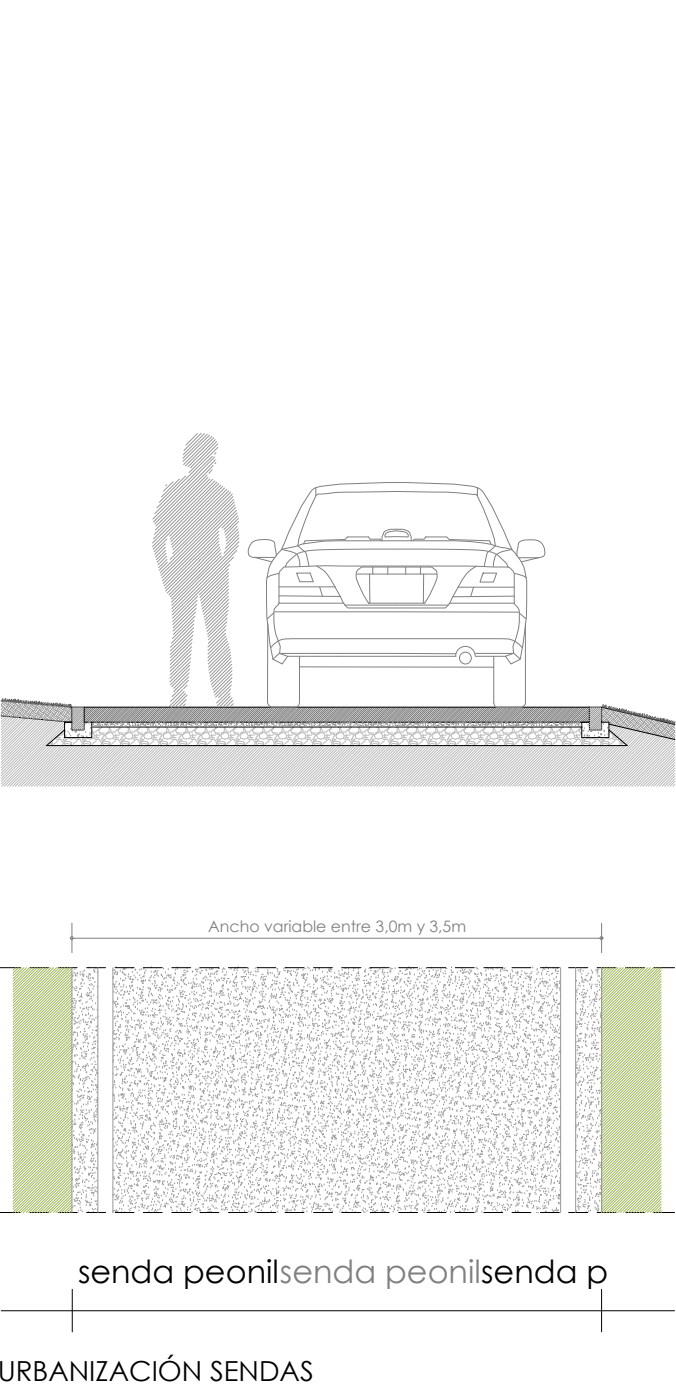 Ancho variable entre 3,0m y 3,5m
senda peonilsenda peonilsenda p
URBANIZACIÓN SENDAS